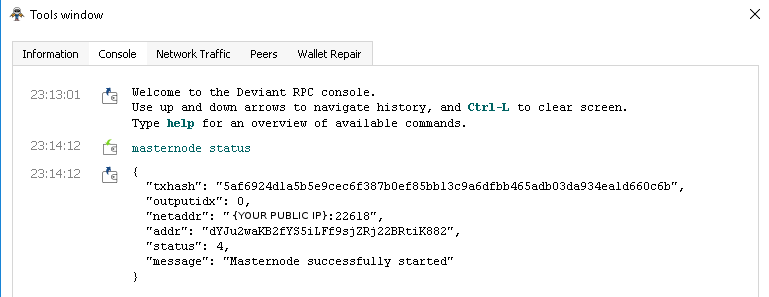 Tools window
Information Console Network Traffic Peers Wallet Repair
23:13:01 Welcome to the Deviant RPC console.
Use up and down arrows to navigate history, and Ctrl-L to clear screen.
Type help for an overview of available commands.
23:14:12 masternode status
23:14:12 {
"txhash": "5af6924d1a5b5e9cec6f387b0ef85bb13c9a6dfbb465adb03da934ea1d660c6b",
"outputidx": 0,
"netaddr": "{YOUR PUBLIC IP}:22618",
"addr": "dYJu2waKB2fYS5iLFf9sjZRj22BRtiK882",
"status": 4,
"message": "Masternode successfully started"
}